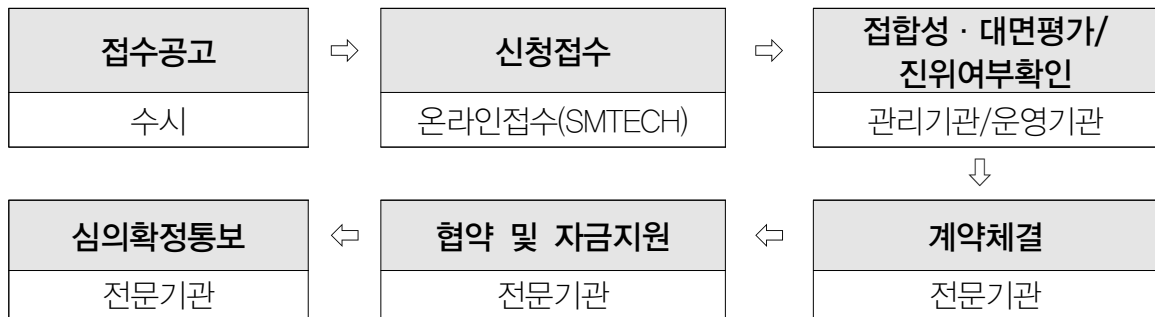 접수공고
⇨
신청접수
⇨
접합성 · 대면평가/
진위여부확인
수시
온라인접수(SMTECH)
관리기관/운영기관
⇩
심의확정통보
⇦
협약 및 자금지원
⇦
계약체결
전문기관
전문기관
전문기관